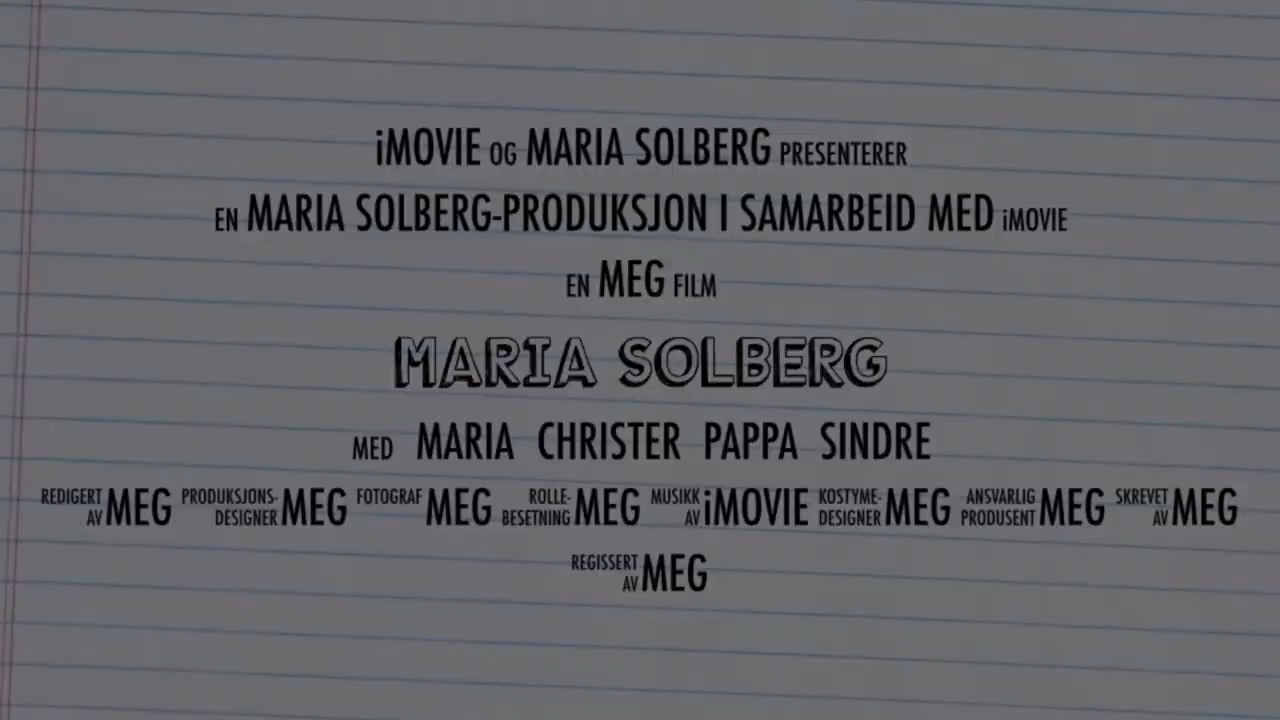 iMOVIE OG MARIA SOLBERG PRESENTERER
EN MARIA SOLBERG-PRODUKSJON I SAMARBEID MED iMOVIE
EN MEG FILM
MARIA SOLBERG
MED MARIA CHRISTER PAPPA SINDRE
REDIGERT AV MEG PRODUKSJONS-DESIGNER MEG FOTOGRAF MEG ROLLE-BESETNING MEG MUSIKK AV iMOVIE KOSTYME-DESIGNER MEG ANSVARLIG PRODUSENT MEG SKREVET AV MEG
REGISSERT AV MEG